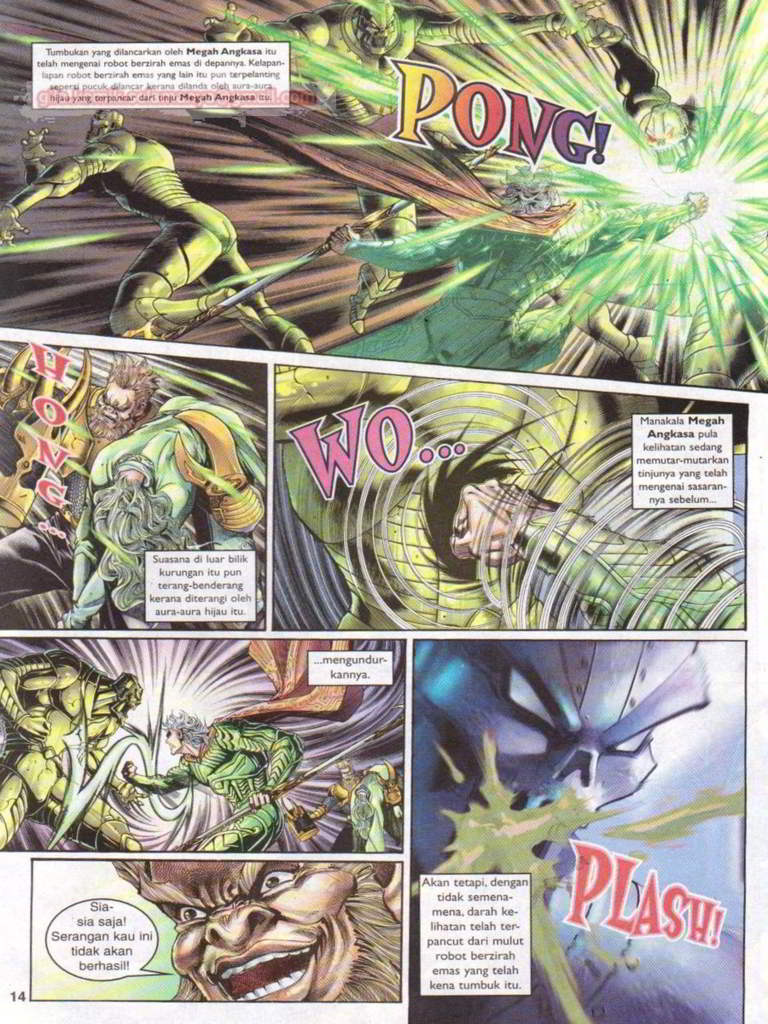 Tumbukan yang dilancarkan oleh Megah Angkasa itu
telah mengenai robot berzirah emas di depannya. Kelapan-
lapan robot berzirah emas yang lain itu pun terpelanting
seperti pucuk dilancar kerana dilanda oleh aura-aura
hijau yang terpancar dari tinju Megah Angkasa itu.
PONG!
HONG...
Suasana di luar bilik
kurungan itu pun
terang-benderang
kerana diterangi oleh
aura-aura hijau itu.
WO...
Manakala Megah
Angkasa pula
kelihatan sedang
memutar-mutarkan
tinjunya yang telah
mengenai sasaran-
nya sebelum...
...mengundur-
kannya.
Sia-
sia saja!
Serangan kau ini
tidak akan
berhasil!
Akan tetapi, dengan
tidak semena-
mena, darah ke-
lihatan telah ter-
pancut dari mulut
robot berzirah
emas yang telah
kena tumbuk itu.
PLASH!
14